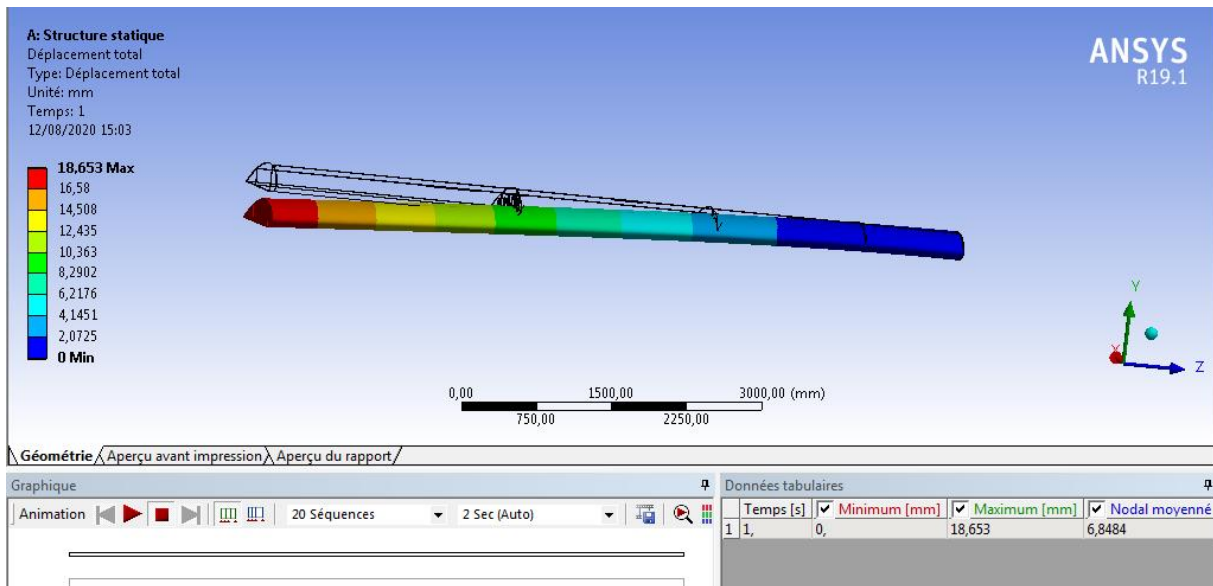 A: Structure statique
Déplacement total
Type: Déplacement total
Unité: mm
Temps: 1
12/08/2020 15:03
ANSYS
R19.1
18,653 Max
16,58
14,508
12,435
10,363
8,2902
6,2176
4,1451
2,0725
0 Min
Y
X
Z
0,00 1500,00 3000,00 (mm)
750,00 2250,00
Géométrie Aperçu avant impression Aperçu du rapport
Graphique
Animation 20 Séquences 2 Sec (Auto)
Données tabulaires
Temps [s] Minimum [mm] Maximum [mm] Nodal moyenné
1 1, 0, 18,653 6,8484